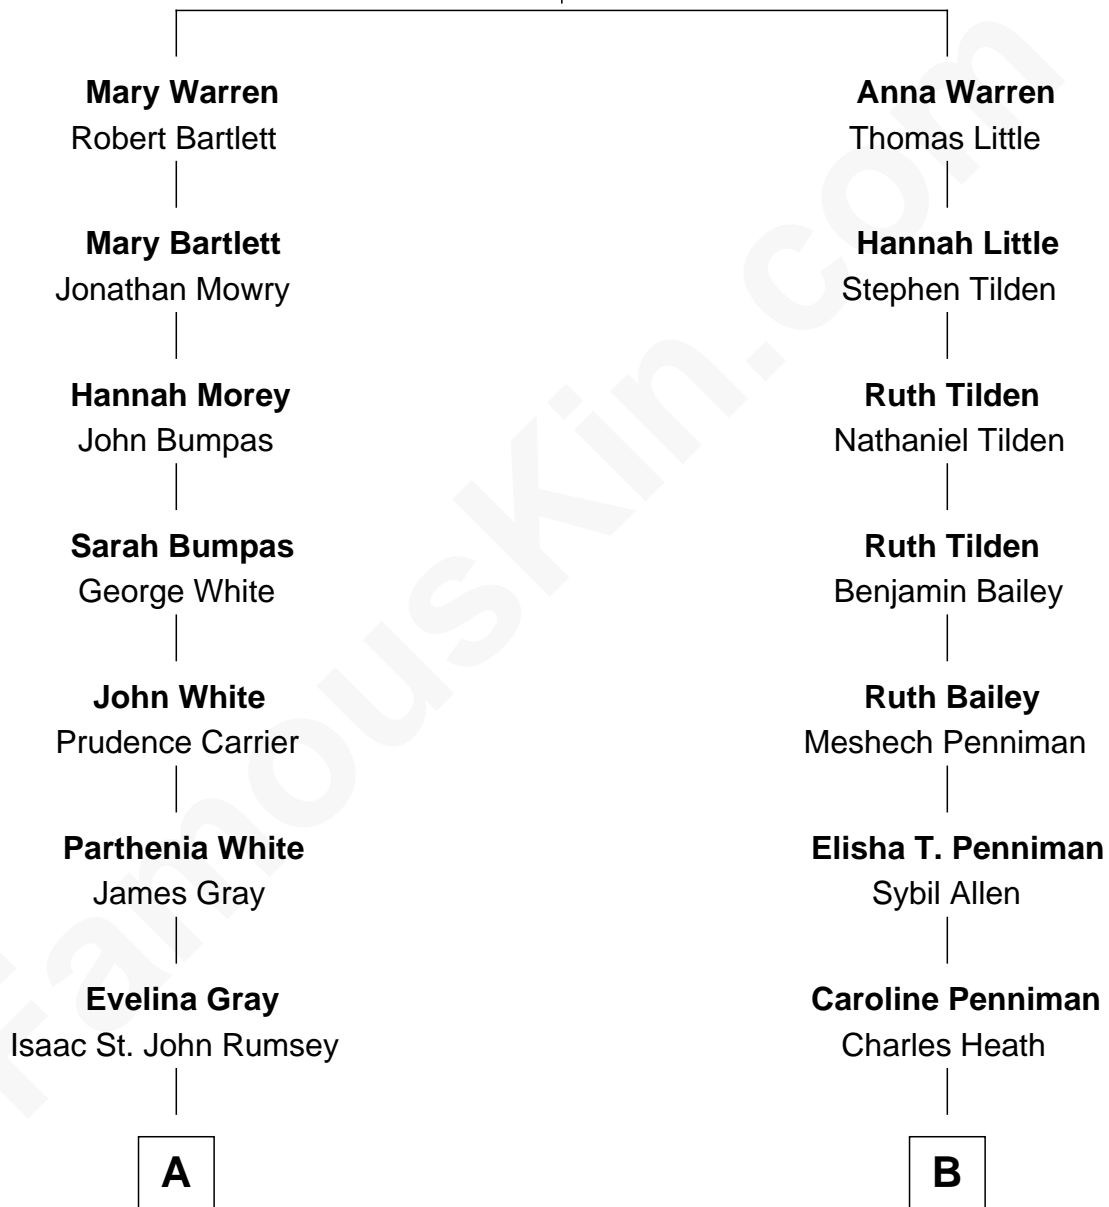 Mary Warren
Robert Bartlett
Mary Bartlett
Jonathan Mowry
Hannah Morey
John Bumpas
Sarah Bumpas
George White
John White
Prudence Carrier
Parthenia White
James Gray
Evelina Gray
Isaac St. John Rumsey
A
Anna Warren
Thomas Little
Hannah Little
Stephen Tilden
Ruth Tilden
Nathaniel Tilden
Ruth Tilden
Benjamin Bailey
Ruth Bailey
Meshech Penniman
Elisha T. Penniman
Sybil Allen
Caroline Penniman
Charles Heath
B
FamousKin.com